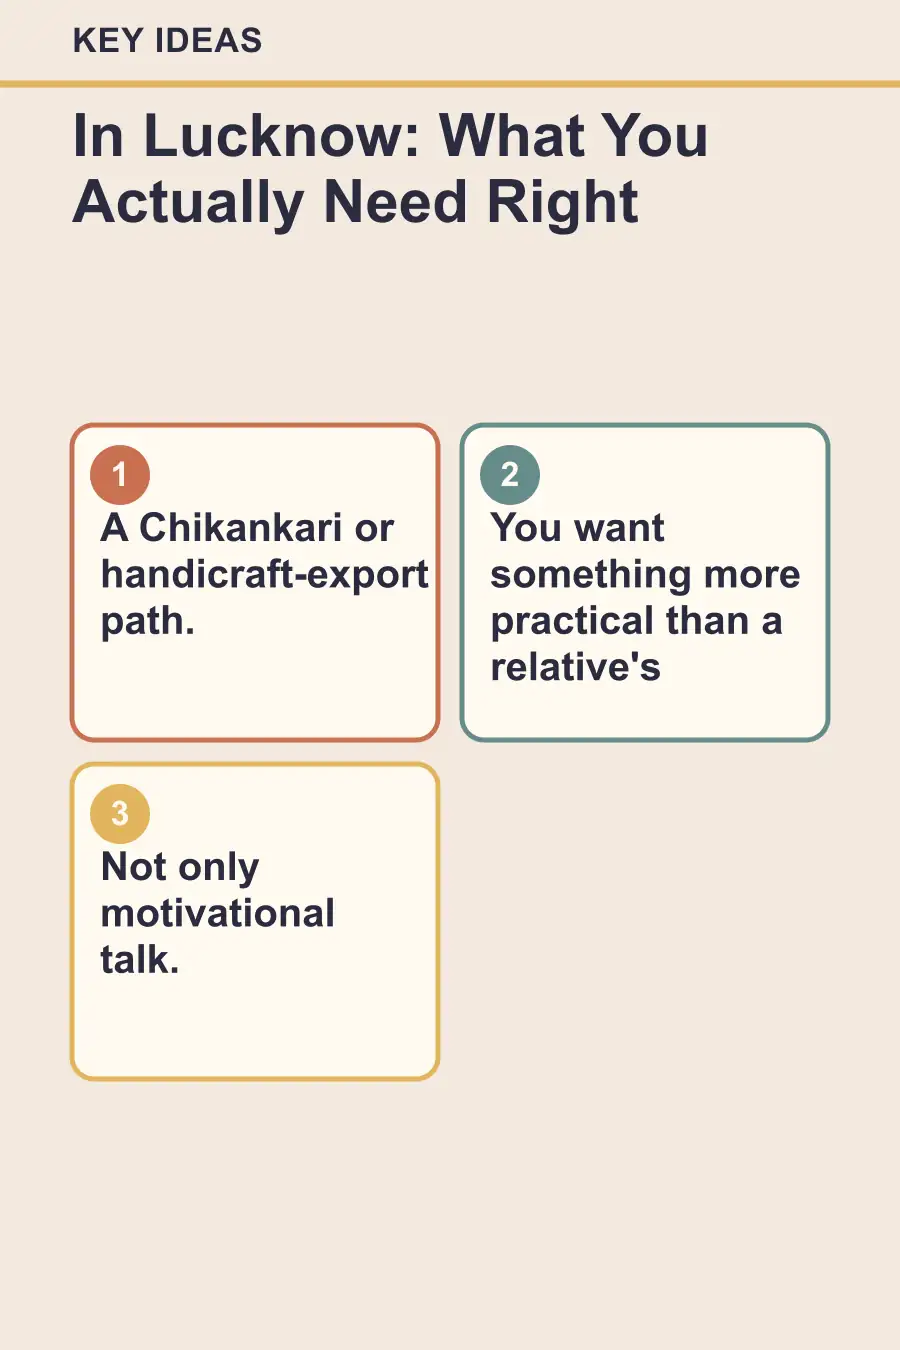 KEY IDEAS
In Lucknow: What You
Actually Need Right
1
A Chikankari or
handicraft-export
path.
2
You want
something more
practical than a
relative's
3
Not only
motivational
talk.